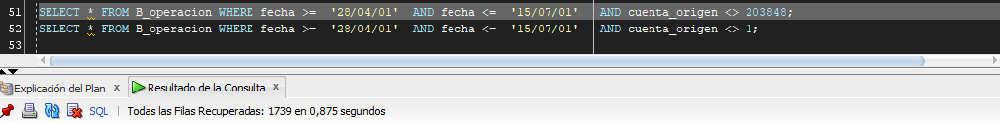 51 SELECT * FROM B_operacion WHERE fecha >= '28/04/01' AND fecha <= '15/07/01' AND cuenta_origen <> 203848;
52 SELECT * FROM B_operacion WHERE fecha >= '28/04/01' AND fecha <= '15/07/01' AND cuenta_origen <> 1;
53
Explicación del Plan x Resultado de la Consulta x
SQL | Todas las Filas Recuperadas: 1739 en 0,875 segundos